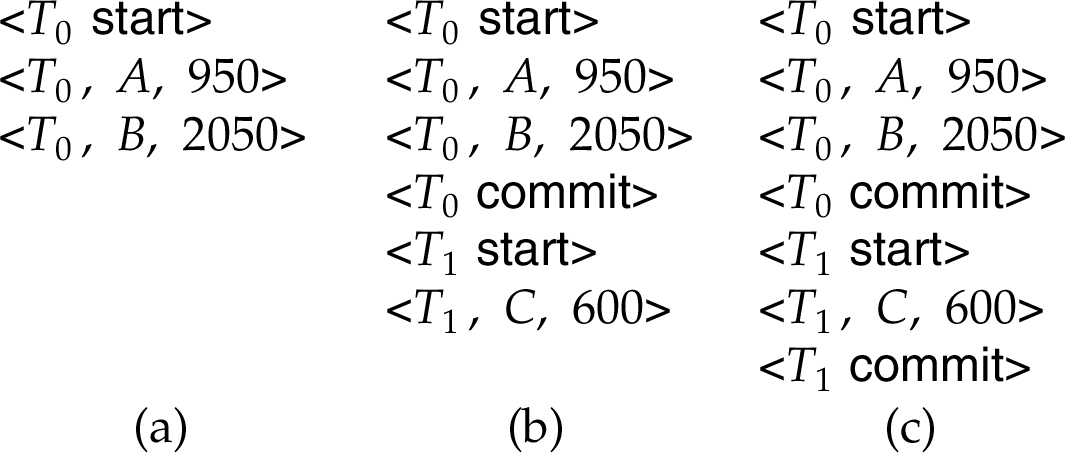 <T0 start>
<T0, A, 950>
<T0, B, 2050>
(a)
<T0 start>
<T0, A, 950>
<T0, B, 2050>
<T0 commit>
<T1 start>
<T1, C, 600>
(b)
<T0 start>
<T0, A, 950>
<T0, B, 2050>
<T0 commit>
<T1 start>
<T1, C, 600>
<T1 commit>
(c)